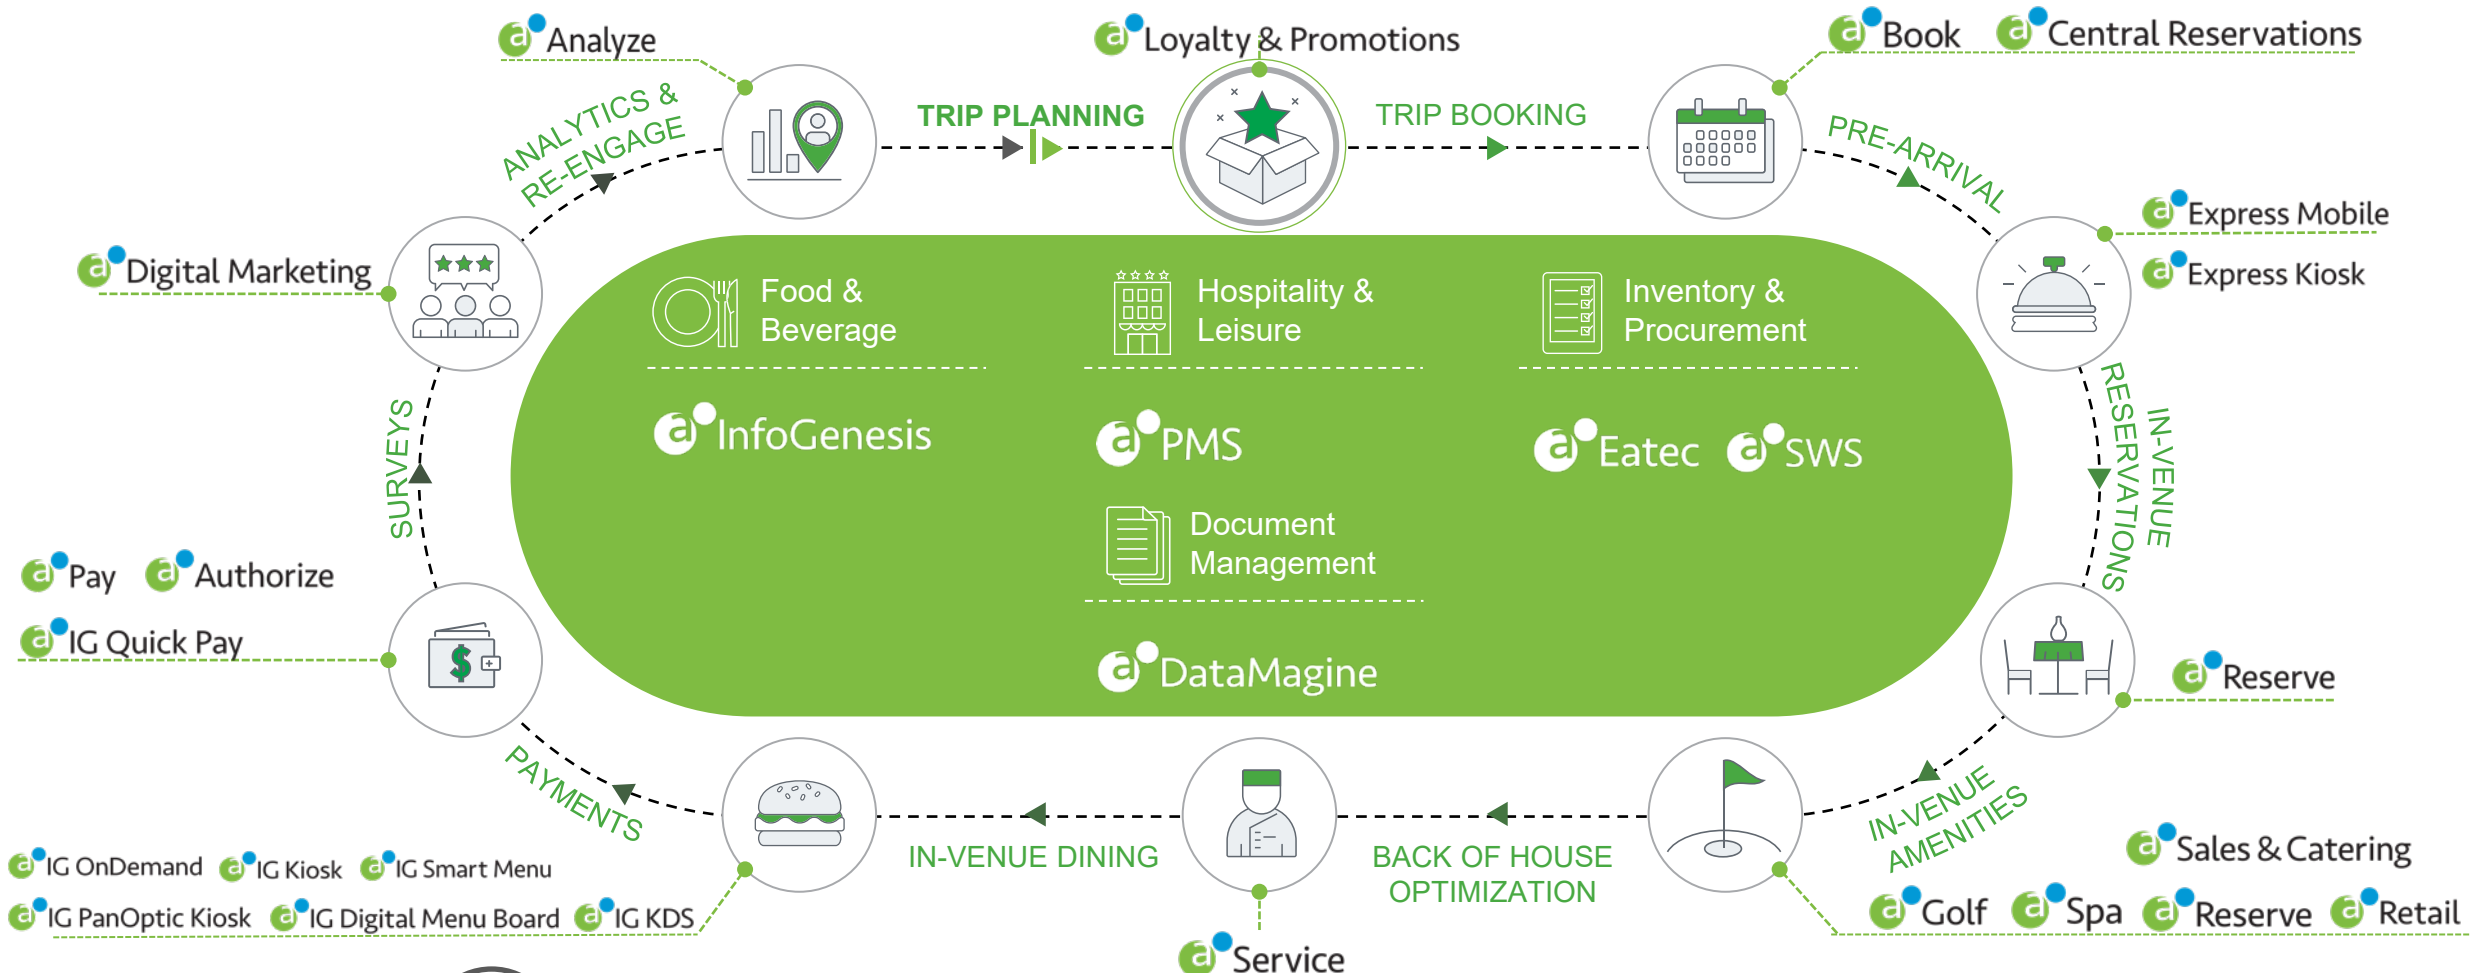 Analyze
Loyalty & Promotions
Book
Central Reservations
ANALYTICS &
RE-ENGAGE
TRIP PLANNING
TRIP BOOKING
PRE-ARRIVAL
Express Mobile
Express Kiosk
Digital Marketing
Food &
Beverage
Hospitality &
Leisure
Inventory &
Procurement
InfoGenesis
PMS
Eatec
SWS
SURVEYS
IN-VENUE
RESERVATIONS
Document
Management
DataMagine
Pay
Authorize
IG Quick Pay
Reserve
PAYMENTS
IN-VENUE DINING
BACK OF HOUSE
OPTIMIZATION
IN-VENUE
AMENITIES
Sales & Catering
Golf
Spa
Reserve
Retail
IG OnDemand
IG Kiosk
IG Smart Menu
IG PanOptic Kiosk
IG Digital Menu Board
IG KDS
Service